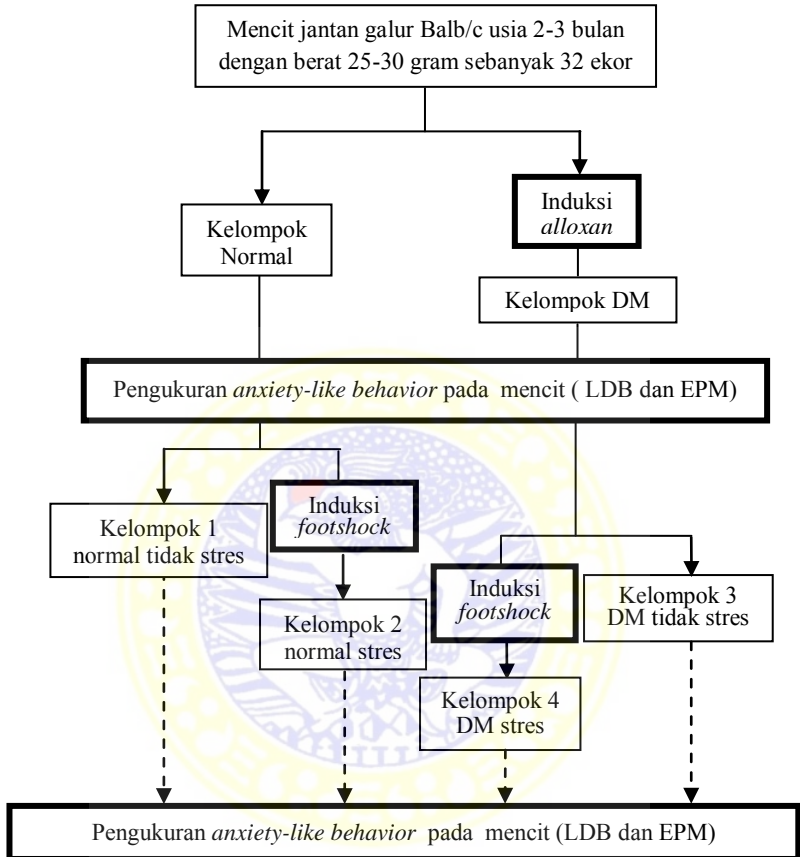 Mencit jantan galur Balb/c usia 2-3 bulan
dengan berat 25-30 gram sebanyak 32 ekor
Kelompok
Normal
Induksi
alloxan
Kelompok DM
Pengukuran anxiety-like behavior pada mencit ( LDB dan EPM)
Kelompok 1
normal tidak stres
Induksi
footshock
Kelompok 2
normal stres
Induksi
footshock
Kelompok 4
DM stres
Kelompok 3
DM tidak stres
Pengukuran anxiety-like behavior pada mencit (LDB dan EPM)